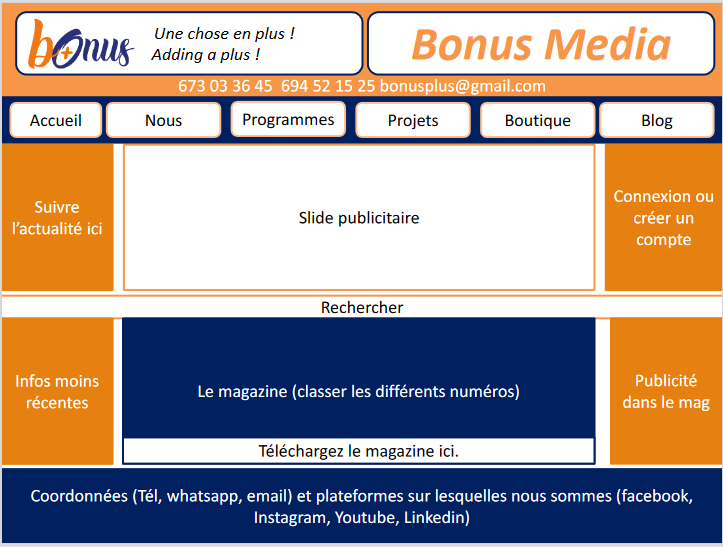 bonus
Une chose en plus !
Adding a plus !
Bonus Media
673 03 36 45  694 52 15 25 bonusplus@gmail.com
Accueil
Nous
Programmes
Projets
Boutique
Blog
Suivre
l'actualité ici
Slide publicitaire
Connexion ou
créer un
compte
Rechercher
Infos moins
récentes
Le magazine (classer les différents numéros)
Publicité
dans le mag
Téléchargez le magazine ici.
Coordonnées (Tél, whatsapp, email) et plateformes sur lesquelles nous sommes (facebook,
Instagram, Youtube, Linkedin)